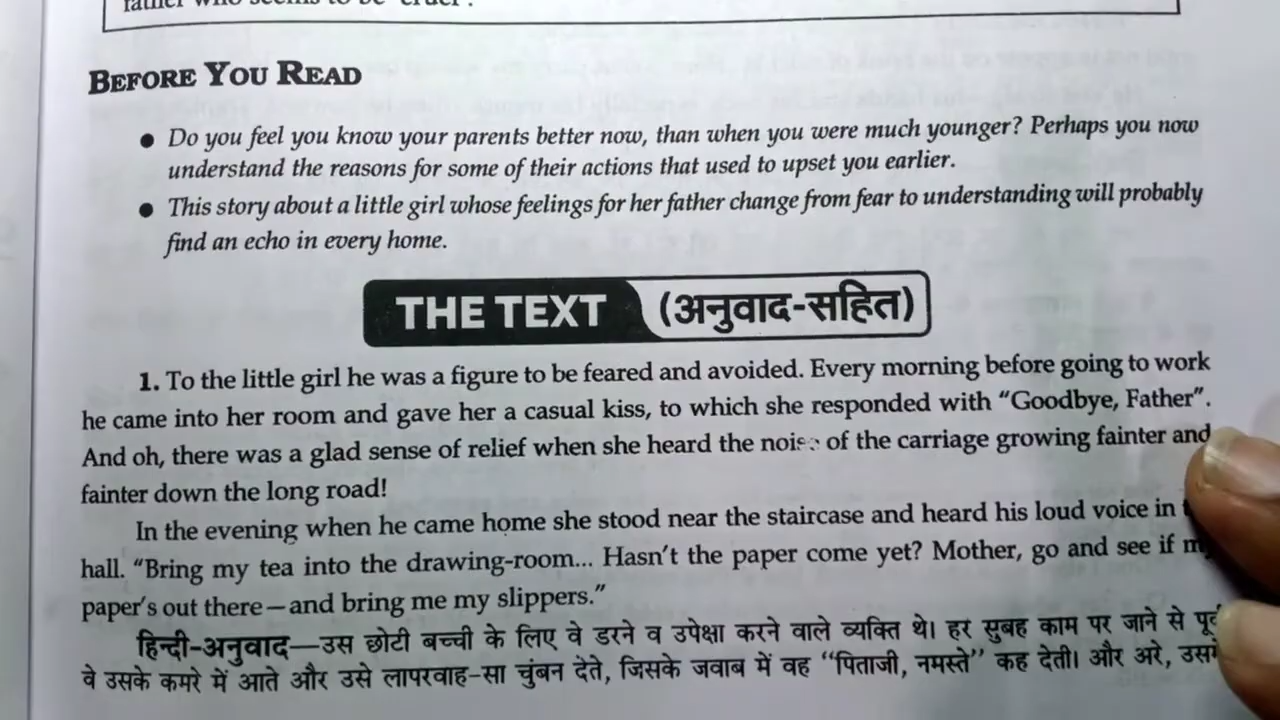 father who seems to be 'cruel'.
BEFORE YOU READ
● Do you feel you know your parents better now, than when you were much younger? Perhaps you now
understand the reasons for some of their actions that used to upset you earlier.
● This story about a little girl whose feelings for her father change from fear to understanding will probably
find an echo in every home.
THE TEXT (अनुवाद-सहित)
1. To the little girl he was a figure to be feared and avoided. Every morning before going to work
he came into her room and gave her a casual kiss, to which she responded with “Goodbye, Father”.
And oh, there was a glad sense of relief when she heard the noise of the carriage growing fainter and
fainter down the long road!
In the evening when he came home she stood near the staircase and heard his loud voice in
hall. “Bring my tea into the drawing-room... Hasn’t the paper come yet? Mother, go and see if
paper’s out there—and bring me my slippers.”
हिन्दी-अनुवाद—उस छोटी बच्ची के लिए वे डरने व उपेक्षा करने वाले व्यक्ति थे। हर सुबह काम पर जाने से
वे उसके कमरे में आते और उसे लापरवाह-सा चुंबन देते, जिसके जवाब में वह “पिताजी, नमस्ते” कह देती। और अरे,